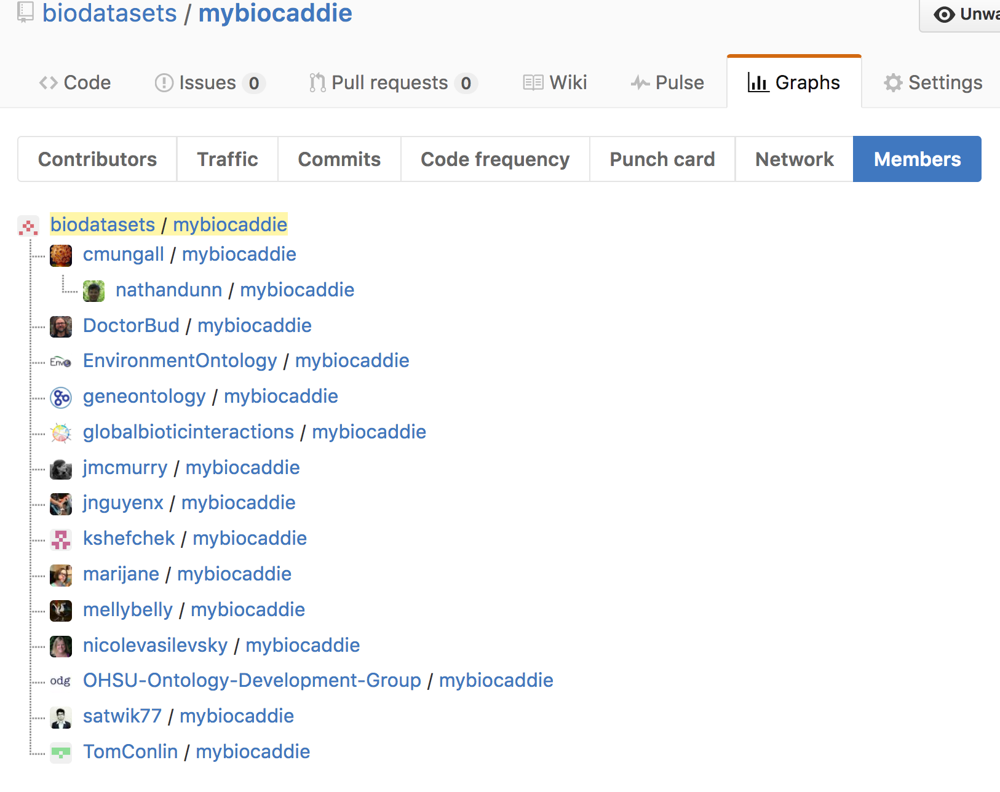 biodatasets / mybiocaddie
Unwa
Code Issues 0 Pull requests 0 Wiki Pulse Graphs Settings
Contributors Traffic Commits Code frequency Punch card Network Members
biodatasets / mybiocaddie
cmungall / mybiocaddie
nathandunn / mybiocaddie
DoctorBud / mybiocaddie
Envo EnvironmentOntology / mybiocaddie
go geneontology / mybiocaddie
globalbioticinteractions / mybiocaddie
jmcmurry / mybiocaddie
jnguyenx / mybiocaddie
kshefchek / mybiocaddie
marijane / mybiocaddie
mellybelly / mybiocaddie
nicolevasilevsky / mybiocaddie
odg OHSU-Ontology-Development-Group / mybiocaddie
satwik77 / mybiocaddie
TomConlin / mybiocaddie